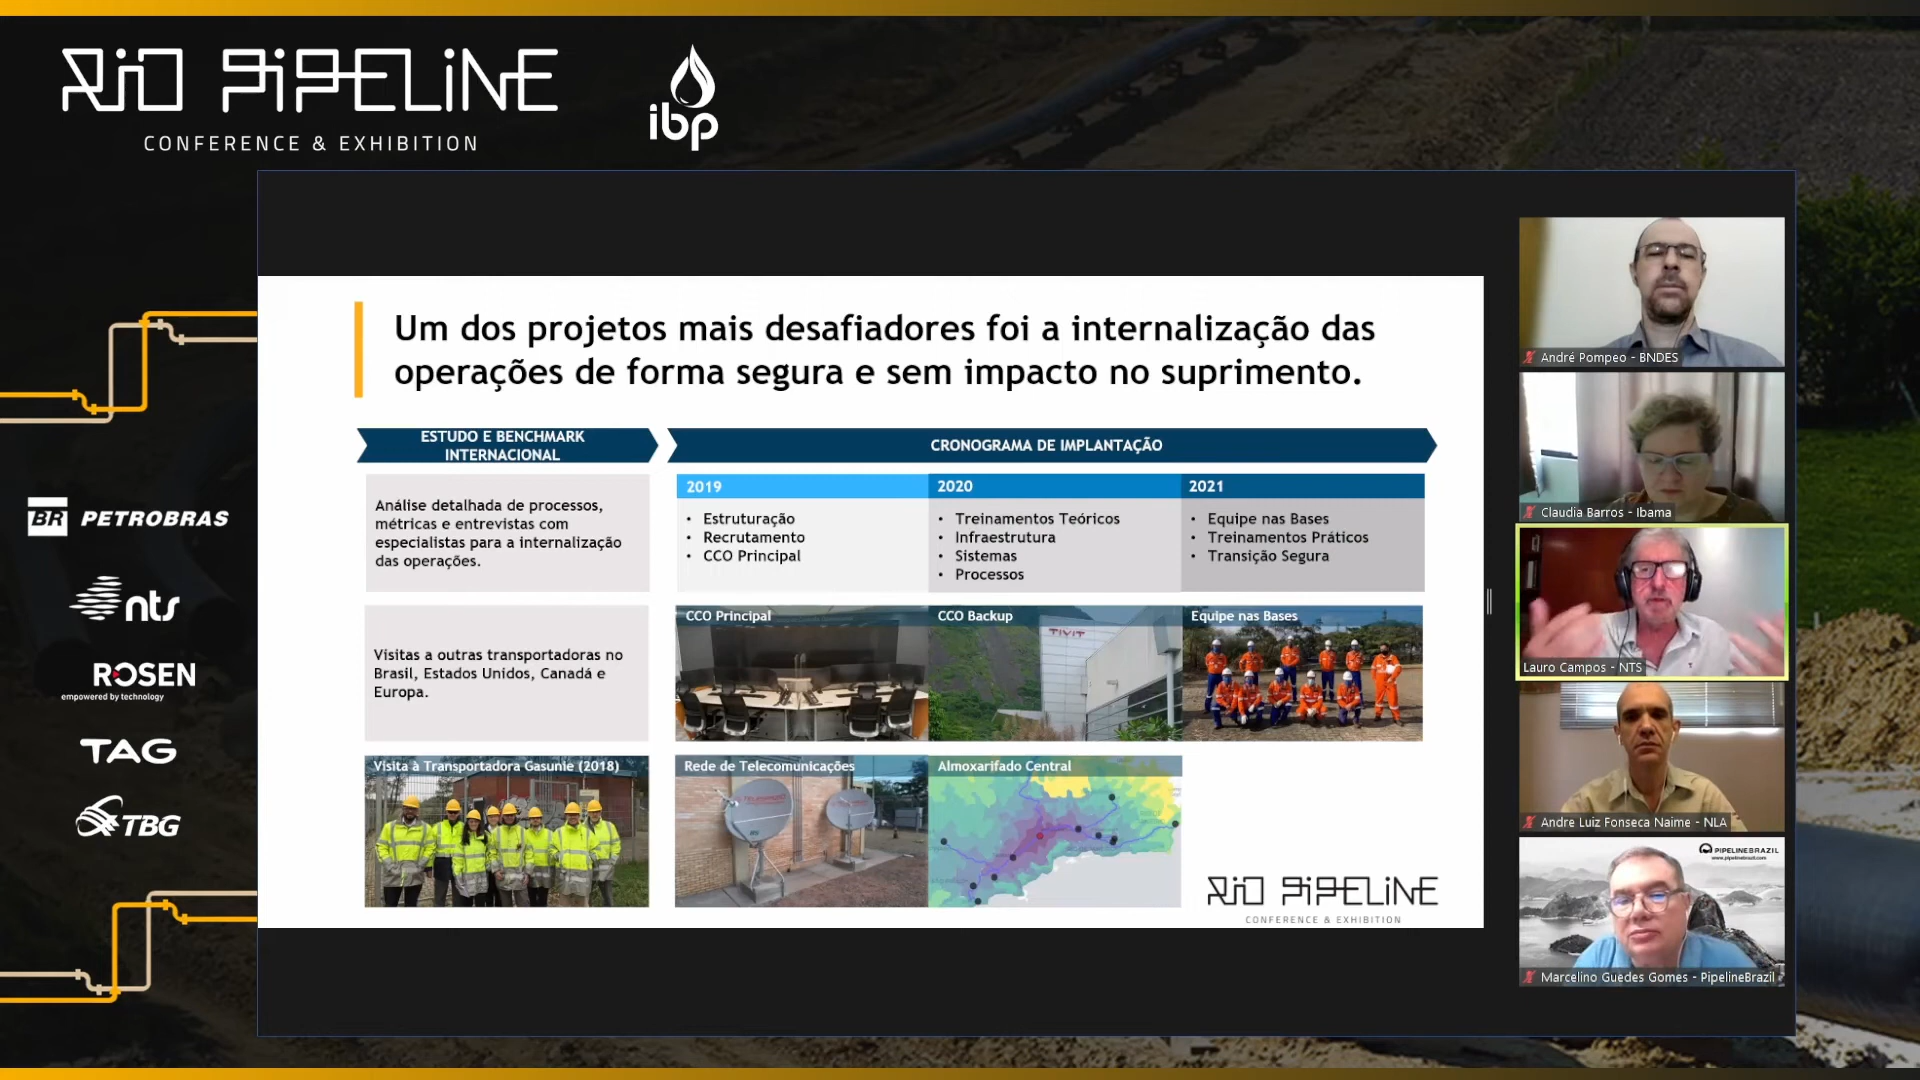 RIO PIPELINE
CONFERENCE & EXHIBITION
ibp
BR PETROBRAS
nts
ROSEN
empowered by technology
TAG
TBG
Um dos projetos mais desafiadores foi a internalização das
operações de forma segura e sem impacto no suprimento.
ESTUDO E BENCHMARK
INTERNACIONAL
CRONOGRAMA DE IMPLANTAÇÃO
Análise detalhada de processos,
métricas e entrevistas com
especialistas para a internalização
das operações.
2019
• Estruturação
• Recrutamento
• CCO Principal
2020
• Treinamentos Teóricos
• Infraestrutura
• Sistemas
• Processos
2021
• Equipe nas Bases
• Treinamentos Práticos
• Transição Segura
Visitas a outras transportadoras no
Brasil, Estados Unidos, Canadá e
Europa.
CCO Principal
CCO Backup
TIVIT
Equipe nas Bases
Visita à Transportadora Gasunie (2018)
Rede de Telecomunicações
Almoxarifado Central
RIO PIPELINE
CONFERENCE & EXHIBITION
André Pompeo - BNDES
Claudia Barros - Ibama
Lauro Campos - NTS
Andre Luiz Fonseca Naime - NLA
PIPELINEBRAZIL
www.pipelinebrazil.com
Marcelino Guedes Gomes - PipelineBrazil